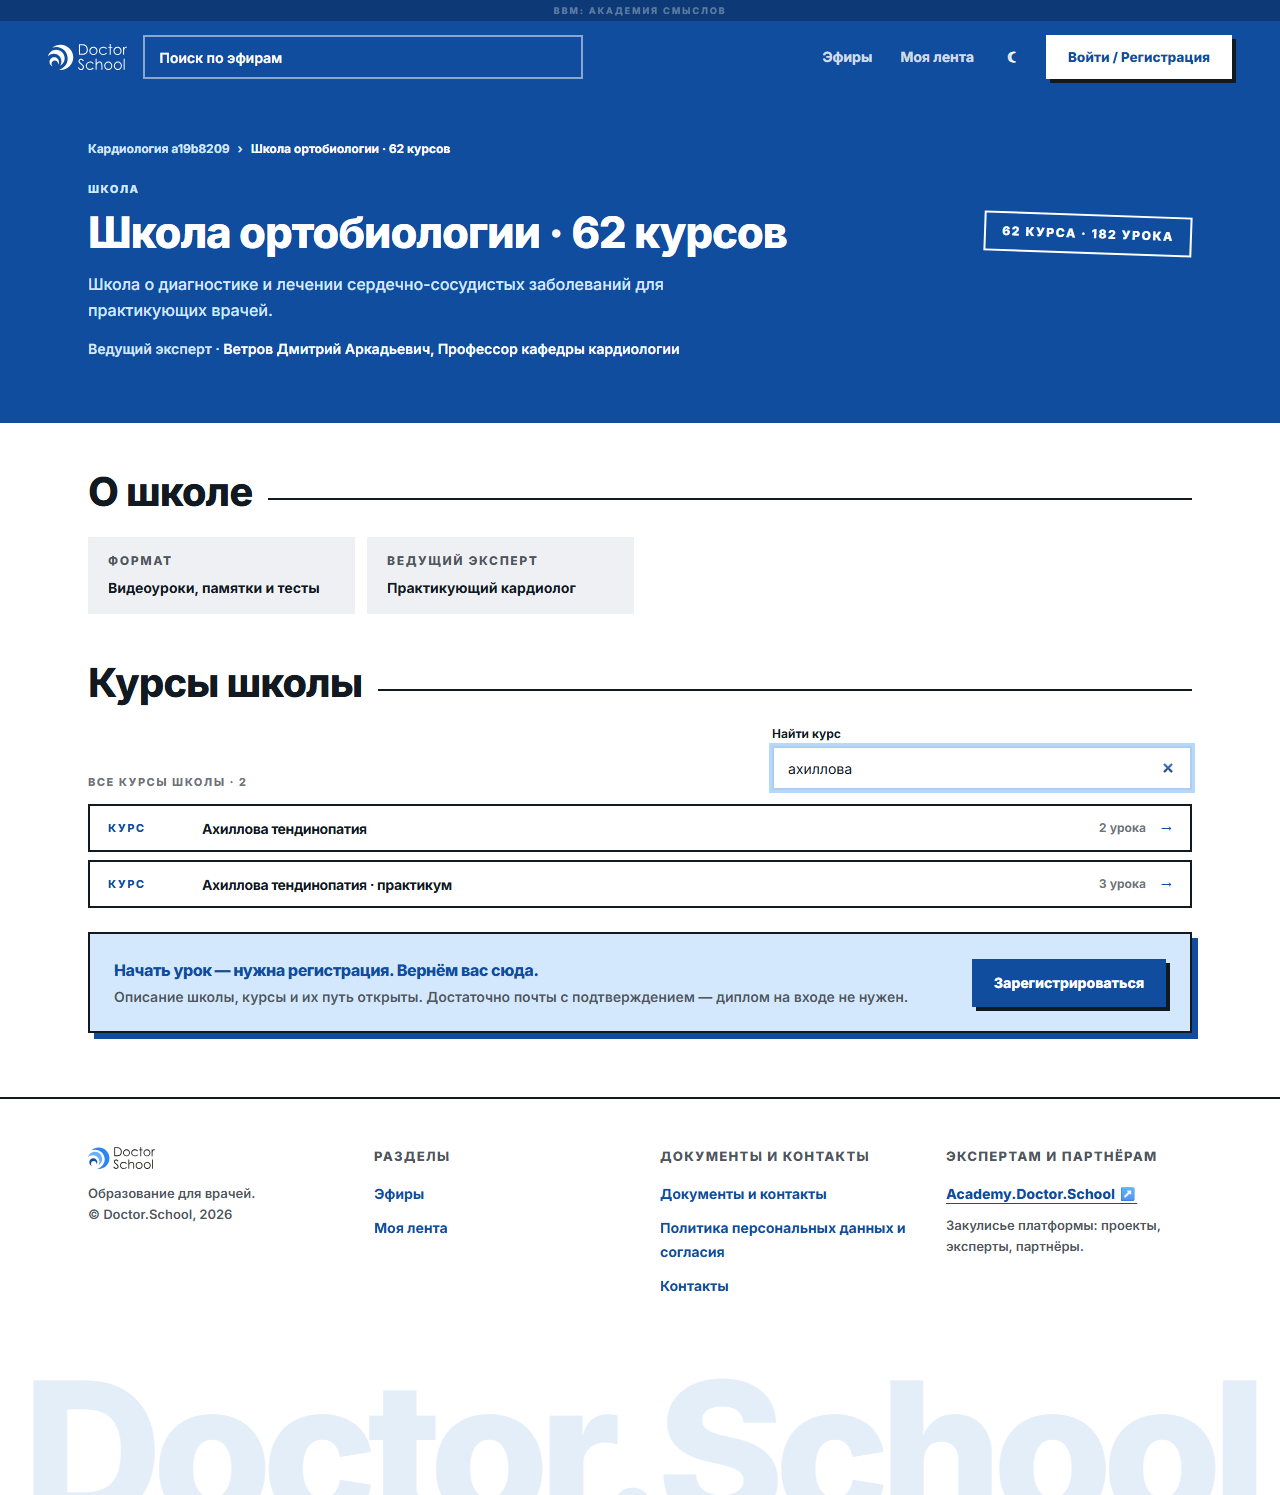 ВВМ: АКАДЕМИЯ СМЫСЛОВ
Doctor School
Поиск по эфирам
Эфиры
Моя лента
Войти / Регистрация
Кардиология a19b8209 › Школа ортобиологии · 62 курсов
ШКОЛА
Школа ортобиологии · 62 курсов
62 КУРСА · 182 УРОКА
Школа о диагностике и лечении сердечно-сосудистых заболеваний для
практикующих врачей.
Ведущий эксперт · Ветров Дмитрий Аркадьевич, Профессор кафедры кардиологии
О школе
ФОРМАТ
Видеоуроки, памятки и тесты
ВЕДУЩИЙ ЭКСПЕРТ
Практикующий кардиолог
Курсы школы
Найти курс
ахиллова
ВСЕ КУРСЫ ШКОЛЫ · 2
КУРС Ахиллова тендинопатия 2 урока →
КУРС Ахиллова тендинопатия · практикум 3 урока →
Начать урок — нужна регистрация. Вернём вас сюда.
Описание школы, курсы и их путь открыты. Достаточно почты с подтверждением — диплом на входе не нужен.
Зарегистрироваться
Doctor School
Образование для врачей.
© Doctor.School, 2026
РАЗДЕЛЫ
Эфиры
Моя лента
ДОКУМЕНТЫ И КОНТАКТЫ
Документы и контакты
Политика персональных данных и
согласия
Контакты
ЭКСПЕРТАМ И ПАРТНЁРАМ
Academy.Doctor.School ↗
Закулисье платформы: проекты,
эксперты, партнёры.
Doctor.School